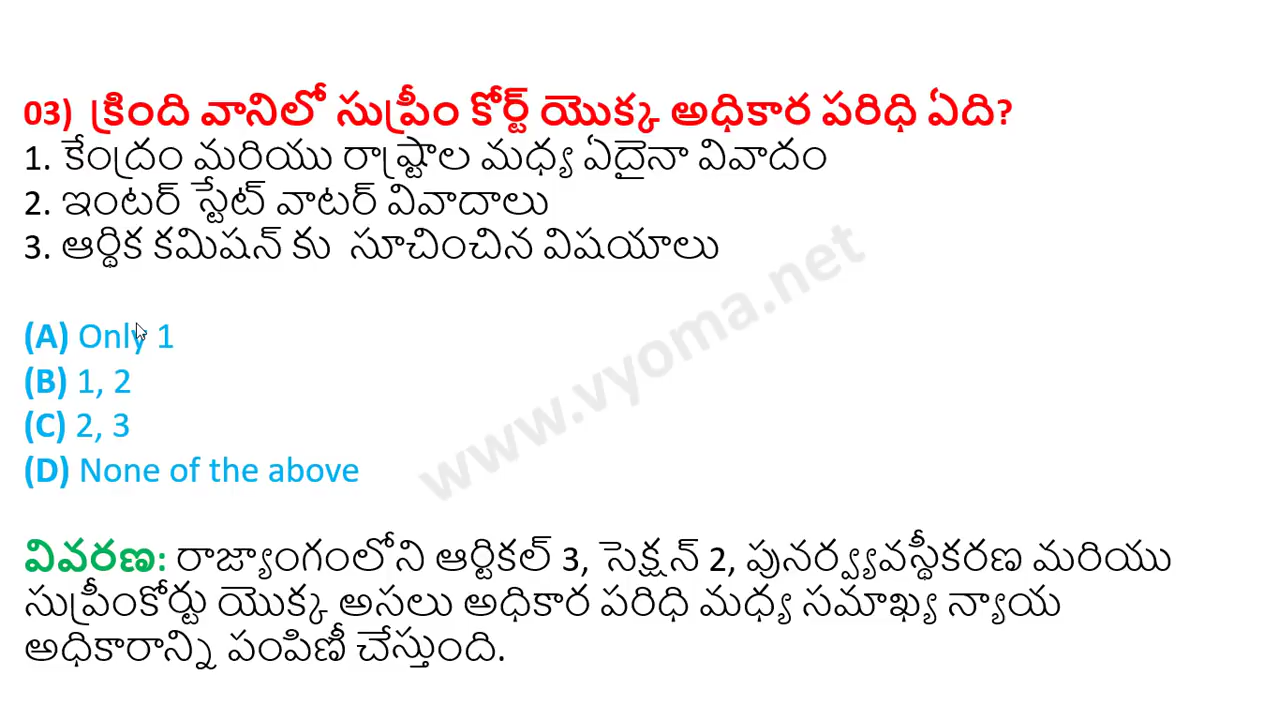 03) క్రింది వానిలో సుప్రీం కోర్ట్ యొక్క అధికార పరిధి ఏది?
1. కేంద్రం మరియు రాష్ట్రాల మధ్య ఏదైనా వివాదం
2. ఇంటర్ స్టేట్ వాటర్ వివాదాలు
3. ఆర్థిక కమిషన్ కు సూచించిన విషయాలు
www.vyoma.net
(A) Only 1
(B) 1, 2
(C) 2, 3
(D) None of the above
వివరణ: రాజ్యాంగంలోని ఆర్టికల్ 3, సెక్షన్ 2, పునర్వ్యవస్థీకరణ మరియు
సుప్రీంకోర్టు యొక్క అసలు అధికార పరిధి మధ్య సమాఖ్య న్యాయ
అధికారాన్ని పంపిణీ చేస్తుంది.